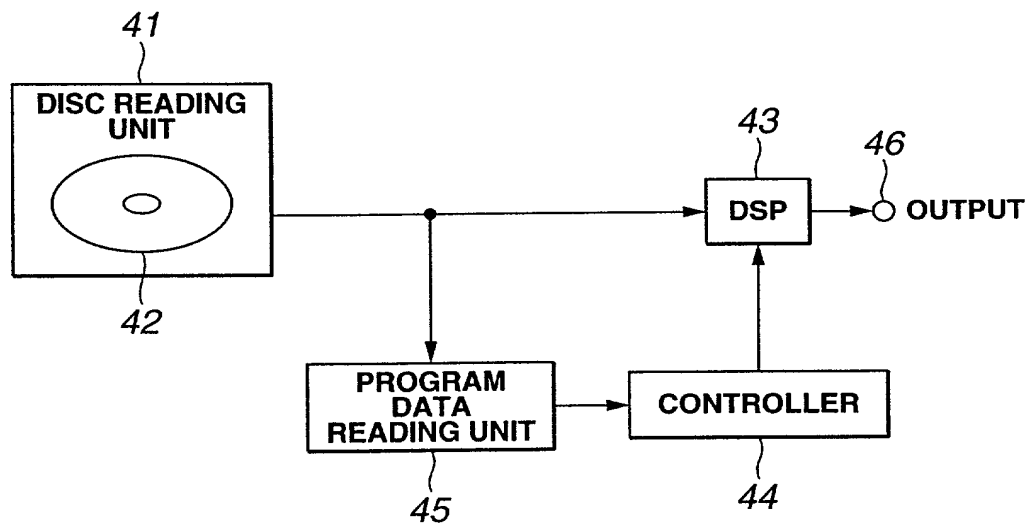 41
DISC READING
UNIT
42
43
DSP
46
OUTPUT
PROGRAM
DATA
READING UNIT
45
CONTROLLER
44